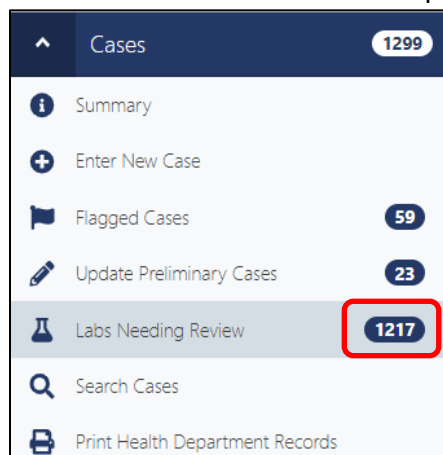 Cases 1299
Summary
Enter New Case
Flagged Cases 59
Update Preliminary Cases 23
Labs Needing Review 1217
Search Cases
Print Health Department Records